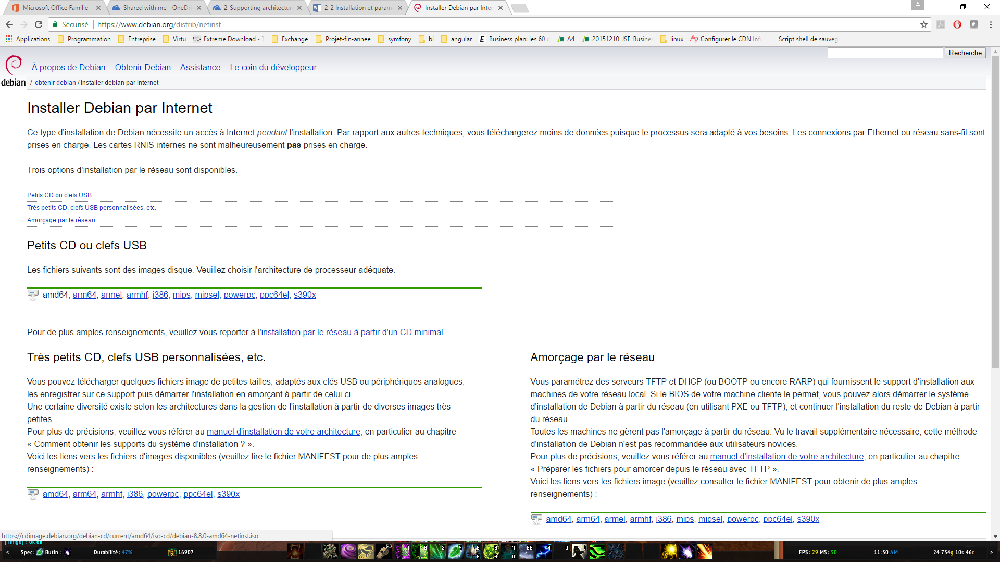 Microsoft Office Famille
Shared with me - OneDr
2-Supporting architectur
2-2 Installation et param
Installer Debian par Inter
Sécurisé
https://www.debian.org/distrib/netinst
Applications
Programmation
Entreprise
Virtu
Extreme Download -
Exchange
Projet-fin-annee
symfony
bi
angular
Business plan: les 60
A4
20151210_JSE_Busine
linux
Configurer le CDN Inf
Script shell de sauveg
Recherche
debian
À propos de Debian
Obtenir Debian
Assistance
Le coin du développeur
/ obtenir debian / installer debian par internet
Installer Debian par Internet
Ce type d'installation de Debian nécessite un accès à Internet pendant l'installation. Par rapport aux autres techniques, vous téléchargerez moins de données puisque le processus sera adapté à vos besoins. Les connexions par Ethernet ou réseau sans-fil sont
prises en charge. Les cartes RNIS internes ne sont malheureusement pas prises en charge.
Trois options d'installation par le réseau sont disponibles.
Petits CD ou clefs USB
Très petits CD, clefs USB personnalisées, etc.
Amorçage par le réseau
Petits CD ou clefs USB
Les fichiers suivants sont des images disque. Veuillez choisir l'architecture de processeur adéquate.
amd64, arm64, armel, armhf, i386, mips, mipsel, powerpc, ppc64el, s390x
Pour de plus amples renseignements, veuillez vous reporter à l'installation par le réseau à partir d'un CD minimal
Très petits CD, clefs USB personnalisées, etc.
Vous pouvez télécharger quelques fichiers image de petites tailles, adaptés aux clés USB ou périphériques analogues,
les enregistrer sur ce support puis démarrer l'installation en amorçant à partir de celui-ci.
Une certaine diversité existe selon les architectures dans la gestion de l'installation à partir de diverses images très
petites.
Pour plus de précisions, veuillez vous référer au manuel d'installation de votre architecture, en particulier au chapitre
« Comment obtenir les supports du système d'installation ? ».
Voici les liens vers les fichiers d'images disponibles (veuillez lire le fichier MANIFEST pour de plus amples
renseignements) :
amd64, arm64, armhf, i386, powerpc, ppc64el, s390x
Amorçage par le réseau
Vous paramétrez des serveurs TFTP et DHCP (ou BOOTP ou encore RARP) qui fournissent le support d'installation aux
machines de votre réseau local. Si le BIOS de votre machine cliente le permet, vous pouvez alors démarrer le système
d'installation de Debian à partir du réseau (en utilisant PXE ou TFTP), et continuer l'installation du reste de Debian à partir
du réseau.
Toutes les machines ne gèrent pas l'amorçage à partir du réseau. Vu le travail supplémentaire nécessaire, cette méthode
d'installation de Debian n'est pas recommandée aux utilisateurs novices.
Pour plus de précisions, veuillez vous référer au manuel d'installation de votre architecture, en particulier au chapitre
« Préparer les fichiers pour amorcer depuis le réseau avec TFTP ».
Voici les liens vers les fichiers image (veuillez consulter le fichier MANIFEST pour obtenir de plus amples
renseignements) :
amd64, arm64, armel, armhf, i386, mips, mipsel, powerpc, ppc64el, s390x
https://cdimage.debian.org/debian-cd/current/amd64/iso-cd/debian-8.8.0-amd64-netinst.iso
< Spec: Butin : Durabilité: 47% 16907
1 2 3 4 5 2 6 3 7 0 55 9 0
FPS: 29 MS: 50
11:30 AM
24 734g 10s 46c >